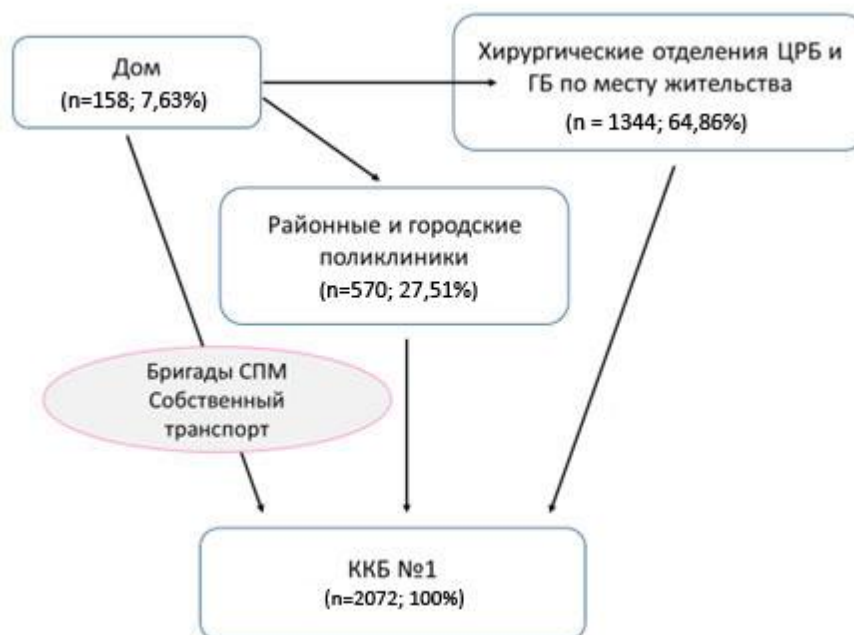 Дом
(n=158; 7,63%)
Хирургические отделения ЦРБ и
ГБ по месту жительства
(n = 1344; 64,86%)
Районные и городские
поликлиники
(n=570; 27,51%)
Бригады СПМ
Собственный
транспорт
ККБ №1
(n=2072; 100%)